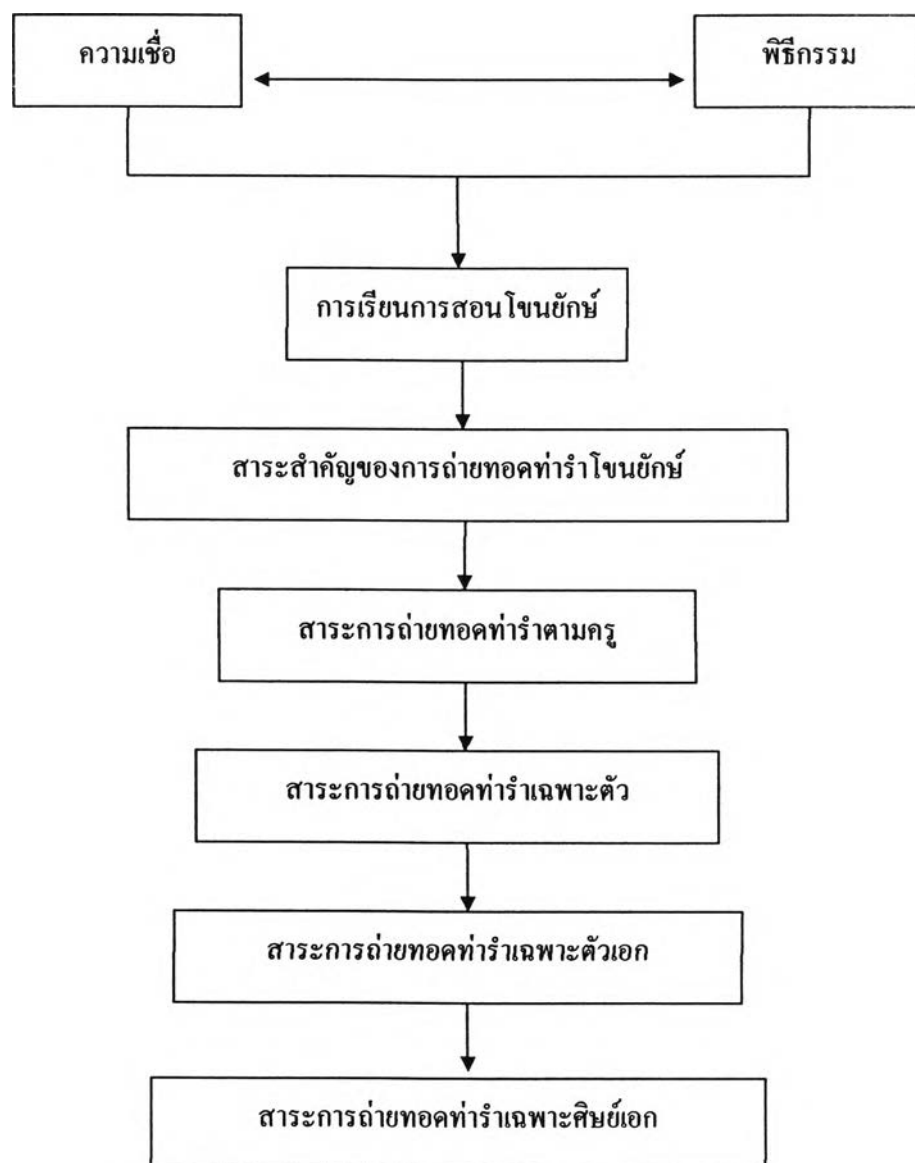 ความเชื่อ
พิธีกรรม
การเรียนการสอนโขนยักษ์
สาระสำคัญของการถ่ายทอดท่ารำโขนยักษ์
สาระการถ่ายทอดท่ารำตามครู
สาระการถ่ายทอดท่ารำเฉพาะตัว
สาระการถ่ายทอดท่ารำเฉพาะตัวเอก
สาระการถ่ายทอดท่ารำเฉพาะศิษย์เอก